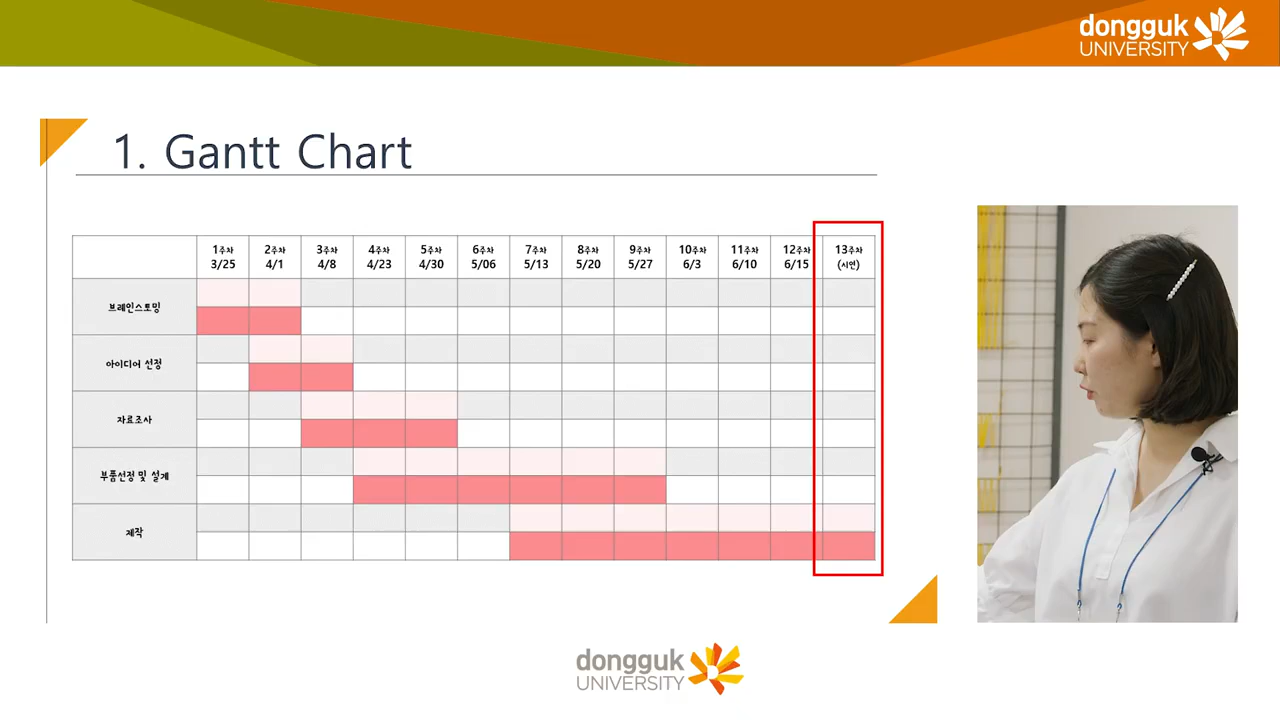 dongguk
UNIVERSITY
1. Gantt Chart
1주차 2주차 3주차 4주차 5주차 6주차 7주차 8주차 9주차 10주차 11주차 12주차 13주차
3/25 4/1 4/8 4/23 4/30 5/06 5/13 5/20 5/27 6/3 6/10 6/15 (시연)
브레인스토밍
아이디어 선정
자료조사
부품선정 및 설계
제작
dongguk
UNIVERSITY